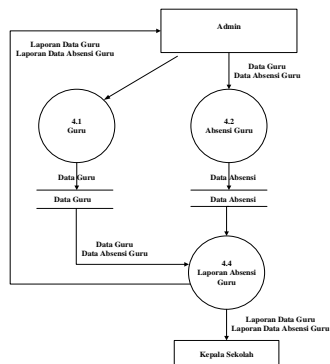 Admin
Laporan Data Guru
Laporan Data Absensi Guru
Data Guru
Data Absensi Guru
4.1
Guru
4.2
Absensi Guru
Data Guru
Data Absensi
Data Guru
Data Absensi
Data Guru
Data Absensi Guru
4.4
Laporan Absensi
Guru
Laporan Data Guru
Laporan Data Absensi Guru
Kepala Sekolah